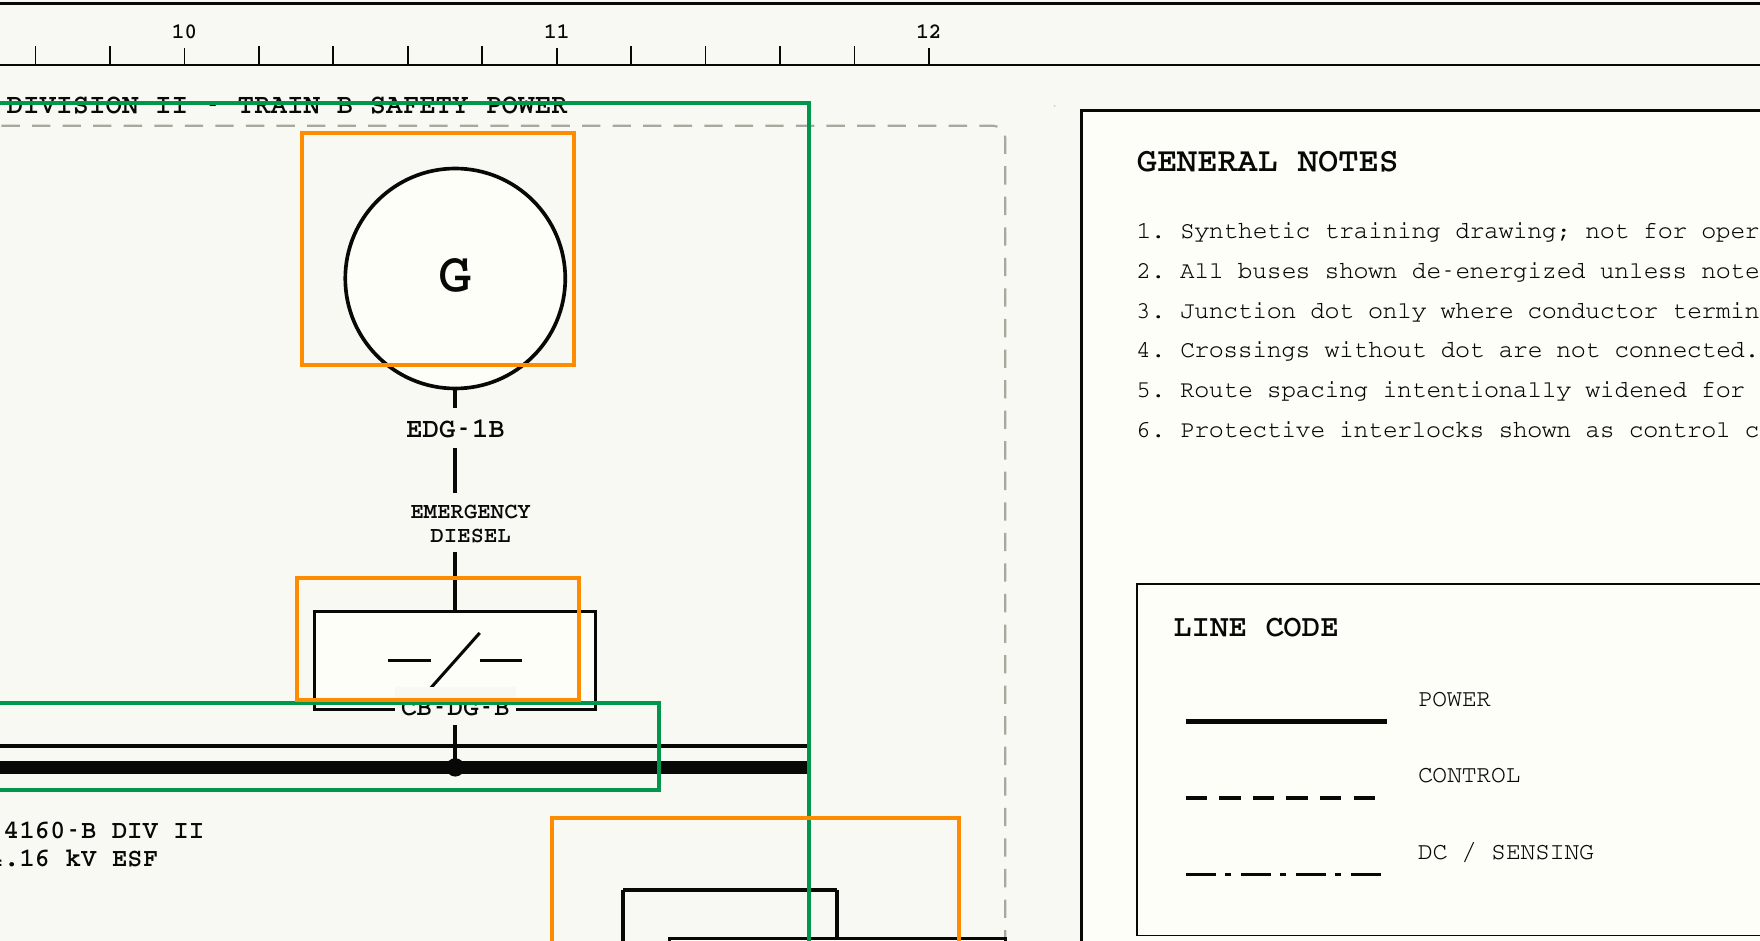 10 11 12
DIVISION II - TRAIN B SAFETY POWER
G
EDG-1B
EMERGENCY
DIESEL
CB-DG-B
4160-B DIV II
.16 kV ESF
GENERAL NOTES
1. Synthetic training drawing; not for oper
2. All buses shown de-energized unless note
3. Junction dot only where conductor termin
4. Crossings without dot are not connected.
5. Route spacing intentionally widened for
6. Protective interlocks shown as control c
LINE CODE
POWER
CONTROL
DC / SENSING